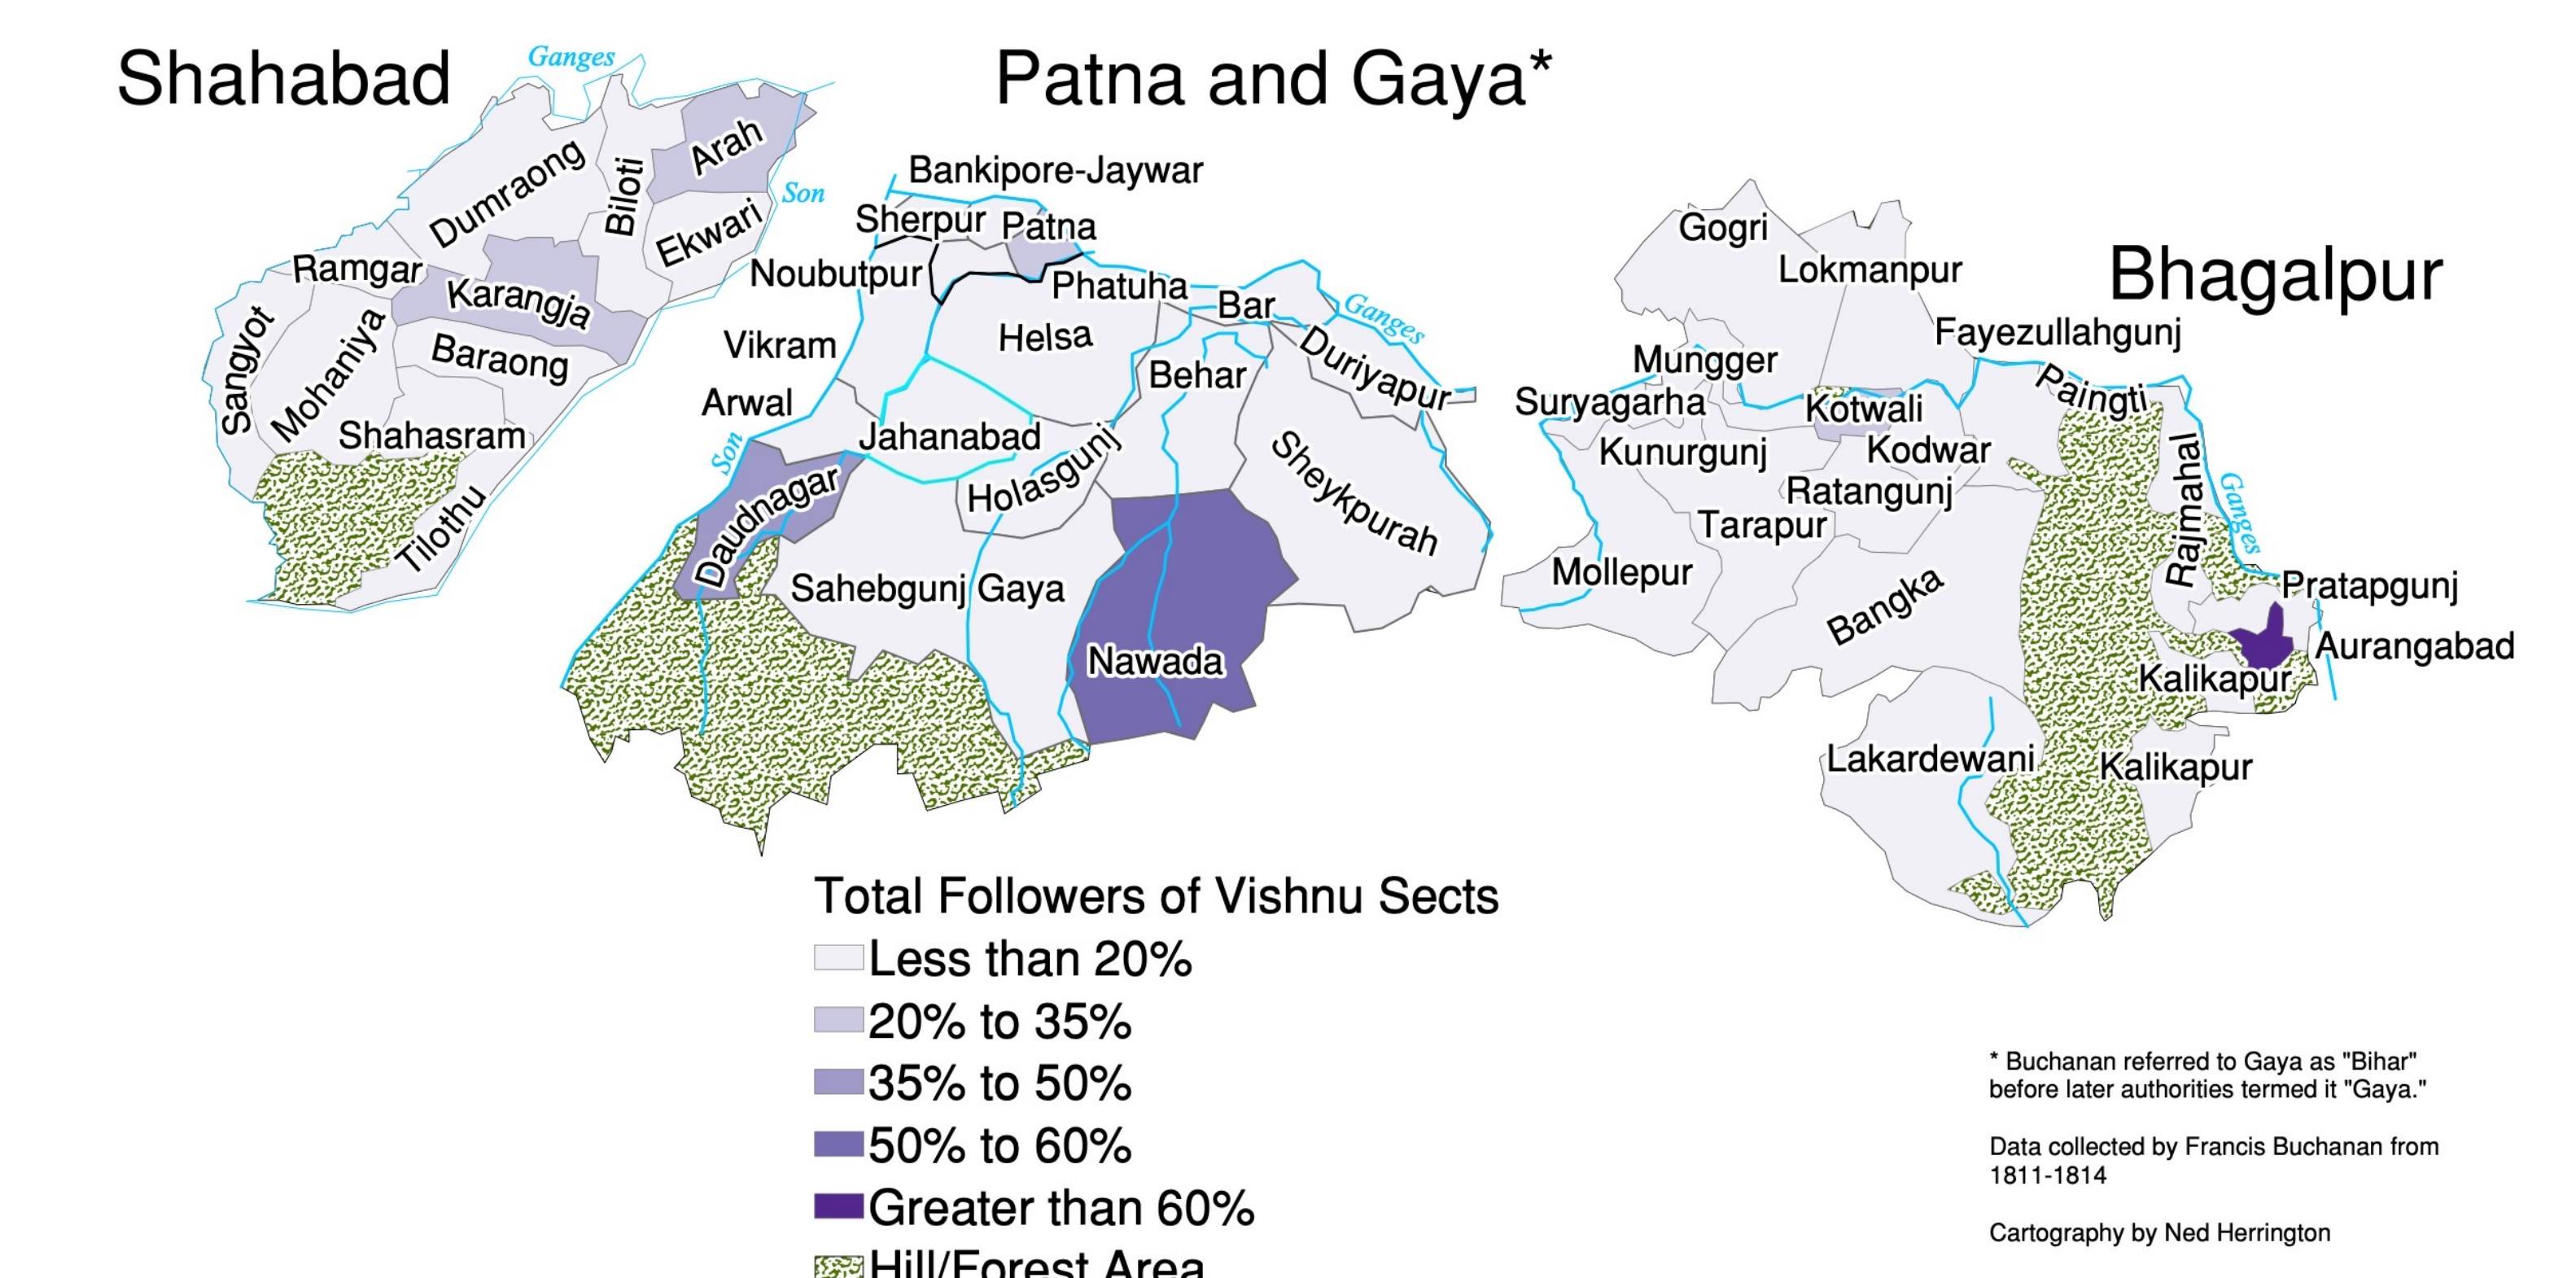 Shahabad
Patna and Gaya*
Bhagalpur
Ganges
Arah
Dumraong
Biloti
Son
Ekwari
Ramgar
Karangja
Sangyot
Mohaniya
Baraong
Shahasram
Tilothu
Bankipore-Jaywar
Sherpur
Patna
Noubutpur
Phatuha
Bar
Ganges
Vikram
Helsa
Duriyapur
Behar
Arwal
Jahanabad
Son
Holasgunj
Sheykpurah
Daudnagar
Sahebgunj Gaya
Nawada
Gogri
Lokmanpur
Fayezullahgunj
Mungger
Paingti
Suryagarha
Kotwali
Kunurgunj
Kodwar
Ratangunj
Rajmahal
Ganges
Tarapur
Mollepur
Bangka
Pratapgunj
Aurangabad
Kalikapur
Lakardewani
Kalikapur
Total Followers of Vishnu Sects
Less than 20%
20% to 35%
35% to 50%
50% to 60%
Greater than 60%
Hill/Forest Area
* Buchanan referred to Gaya as "Bihar"
before later authorities termed it "Gaya."
Data collected by Francis Buchanan from
1811-1814
Cartography by Ned Herrington